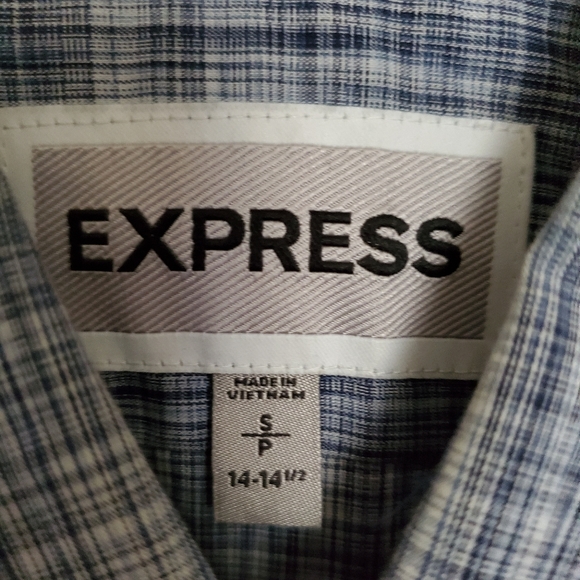 EXPRESS
MADE IN
VIETNAM
S
P
14-14 1/2